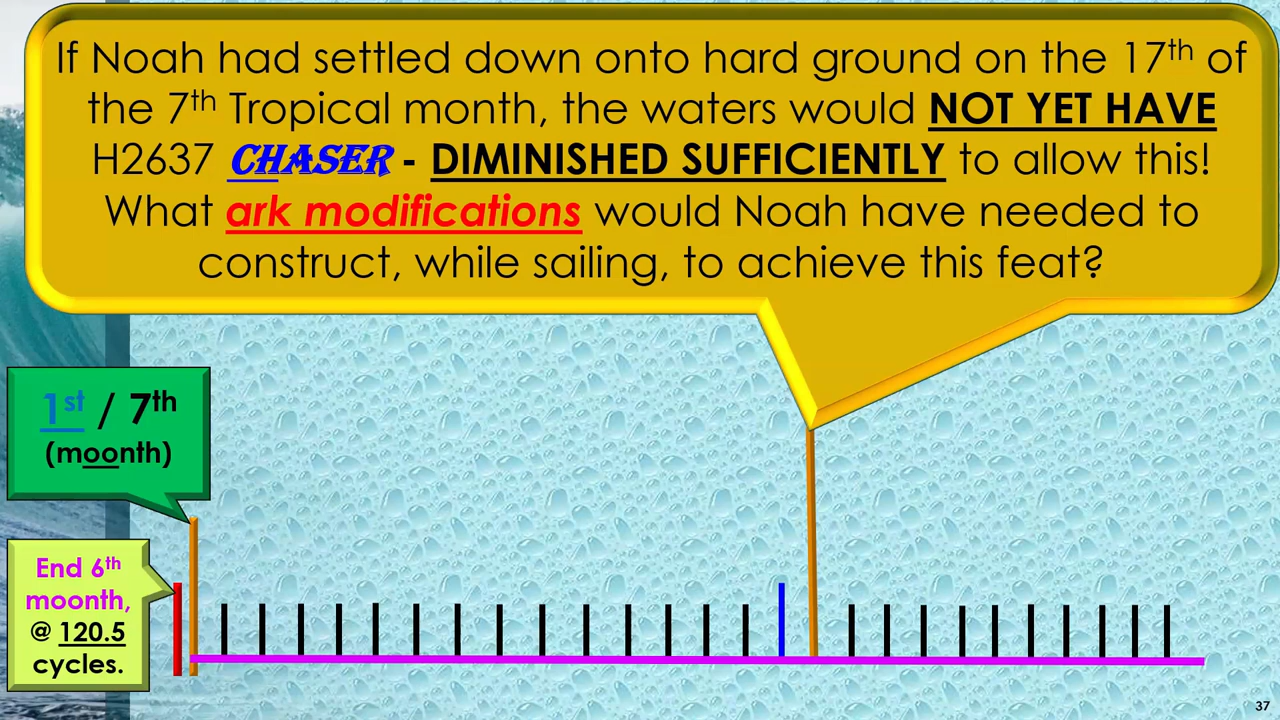 If Noah had settled down onto hard ground on the 17th of
the 7th Tropical month, the waters would NOT YET HAVE
H2637 CHASER - DIMINISHED SUFFICIENTLY to allow this!
What ark modifications would Noah have needed to
construct, while sailing, to achieve this feat?
1st / 7th
(moonth)
End 6th
moonth,
@ 120.5
cycles.
37